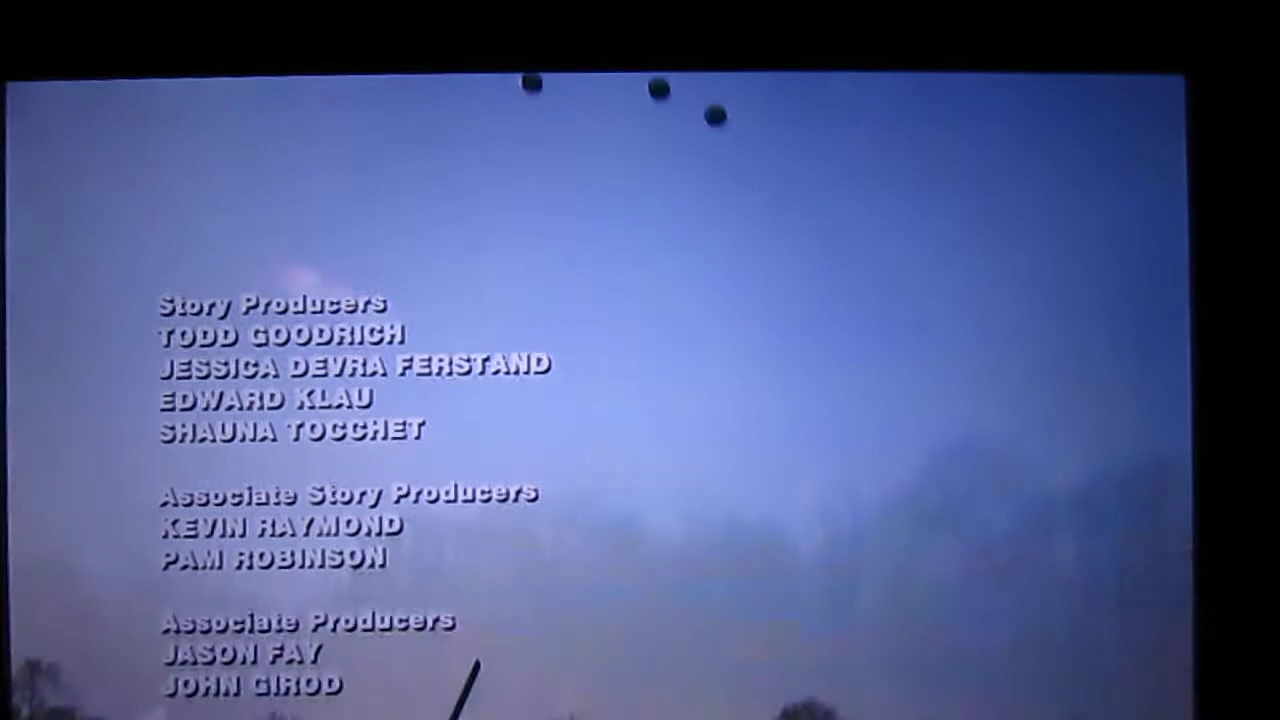 Story Producers
TODD GOODRICH
JESSICA DEVRA FERSTAND
EDWARD KLAU
SHAUNA TOCCHET
Associate Story Producers
KEVIN RAYMOND
PAM ROBINSON
Associate Producers
JASON FAY
JOHN GIROD